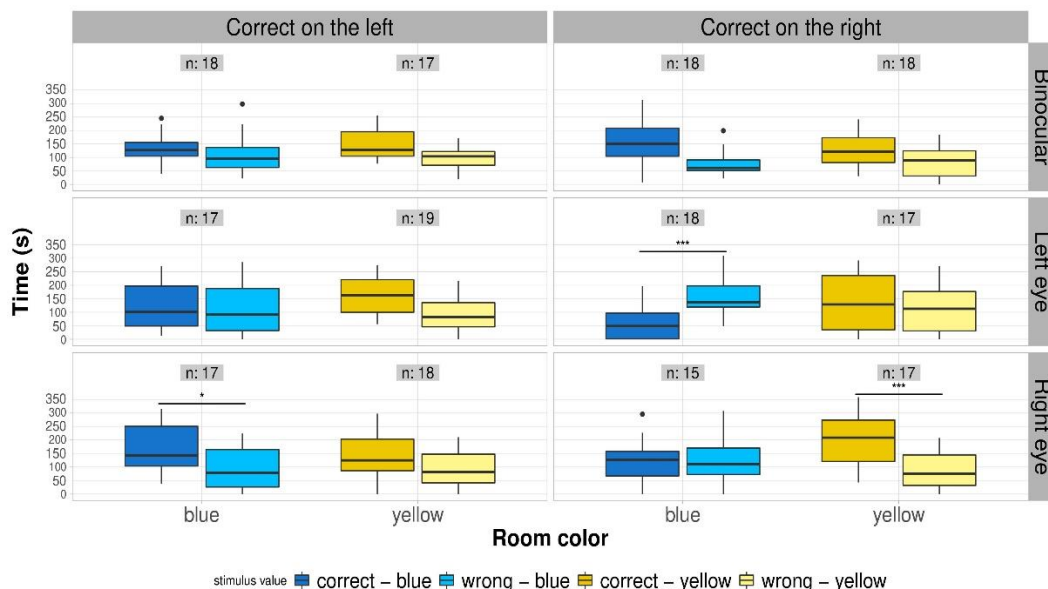 Correct on the left Correct on the right
Binocular
n: 18 n: 17 n: 18 n: 18
350
300
250
200
150
100
50
0
Left eye
n: 17 n: 19 n: 18 n: 17
***
350
300
250
200
150
100
50
0
Right eye
n: 17 n: 18 n: 15 n: 17
* ***
350
300
250
200
150
100
50
0
Time (s)
blue yellow blue yellow
Room color
stimulus value correct – blue wrong – blue correct – yellow wrong – yellow